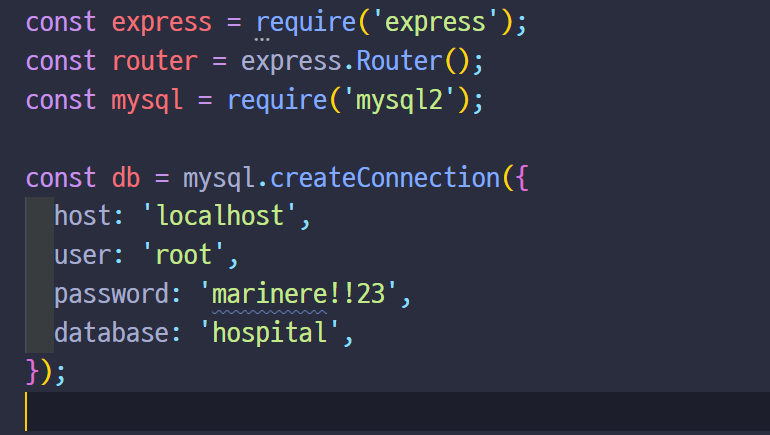 const express = require('express');
const router = express.Router();
const mysql = require('mysql2');
const db = mysql.createConnection({
host: 'localhost',
user: 'root',
password: 'marinere!!23',
database: 'hospital',
});